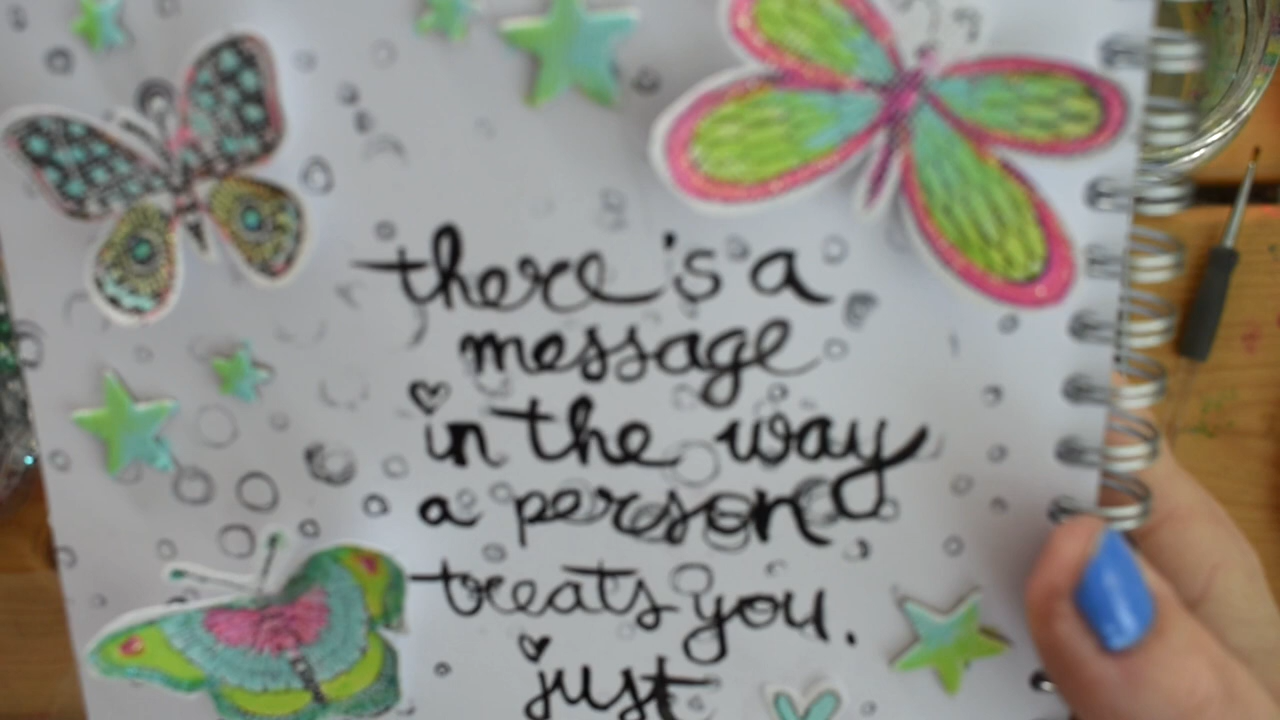 there's a
message
in the way
a person
treats you.
just